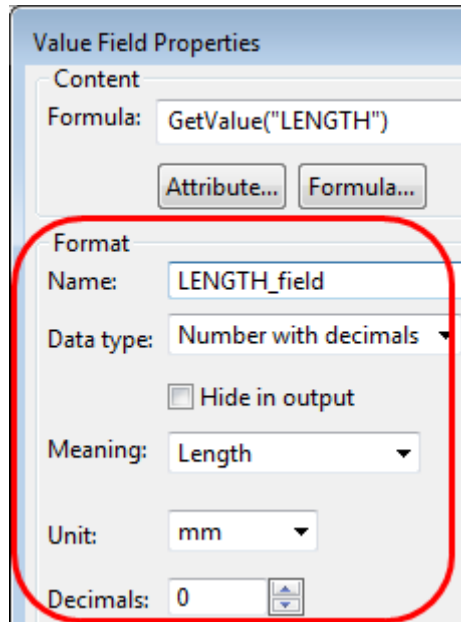 Value Field Properties
Content
Formula: GetValue("LENGTH")
Attribute... Formula...
Format
Name: LENGTH_field
Data type: Number with decimals
Hide in output
Meaning: Length
Unit: mm
Decimals: 0